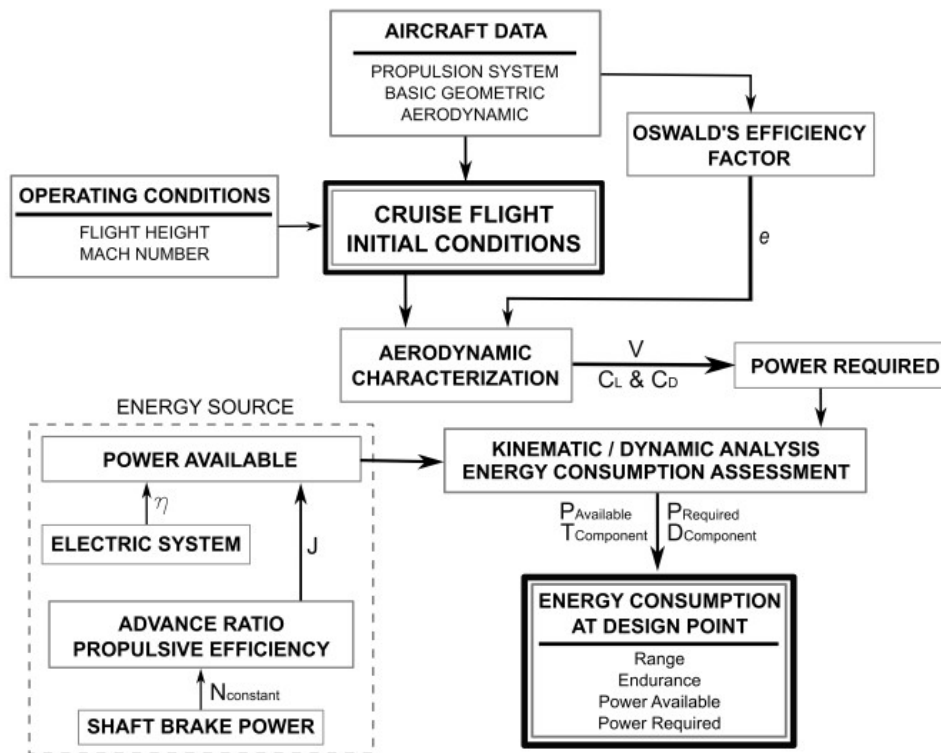 AIRCRAFT DATA
PROPULSION SYSTEM
BASIC GEOMETRIC
AERODYNAMIC
OSWALD'S EFFICIENCY
FACTOR
OPERATING CONDITIONS
FLIGHT HEIGHT
MACH NUMBER
CRUISE FLIGHT
INITIAL CONDITIONS
e
AERODYNAMIC
CHARACTERIZATION
V
CL & CD
POWER REQUIRED
ENERGY SOURCE
POWER AVAILABLE
KINEMATIC / DYNAMIC ANALYSIS
ENERGY CONSUMPTION ASSESSMENT
η
ELECTRIC SYSTEM
J
ADVANCE RATIO
PROPULSIVE EFFICIENCY
Nconstant
SHAFT BRAKE POWER
PAvailable
TComponent
PRequired
DComponent
ENERGY CONSUMPTION
AT DESIGN POINT
Range
Endurance
Power Available
Power Required